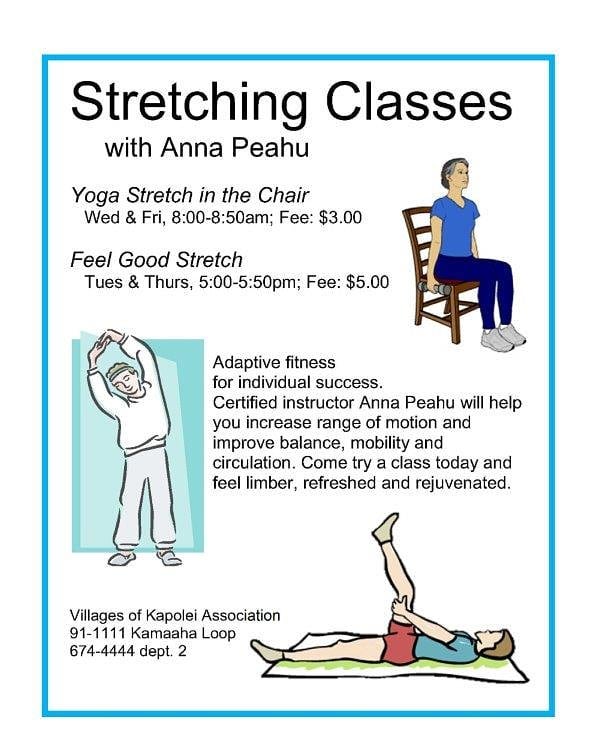 Stretching Classes
with Anna Peahu
Yoga Stretch in the Chair
Wed & Fri, 8:00-8:50am; Fee: $3.00
Feel Good Stretch
Tues & Thurs, 5:00-5:50pm; Fee: $5.00
Adaptive fitness
for individual success.
Certified instructor Anna Peahu will help
you increase range of motion and
improve balance, mobility and
circulation. Come try a class today and
feel limber, refreshed and rejuvenated.
Villages of Kapolei Association
91-1111 Kamaaha Loop
674-4444 dept. 2